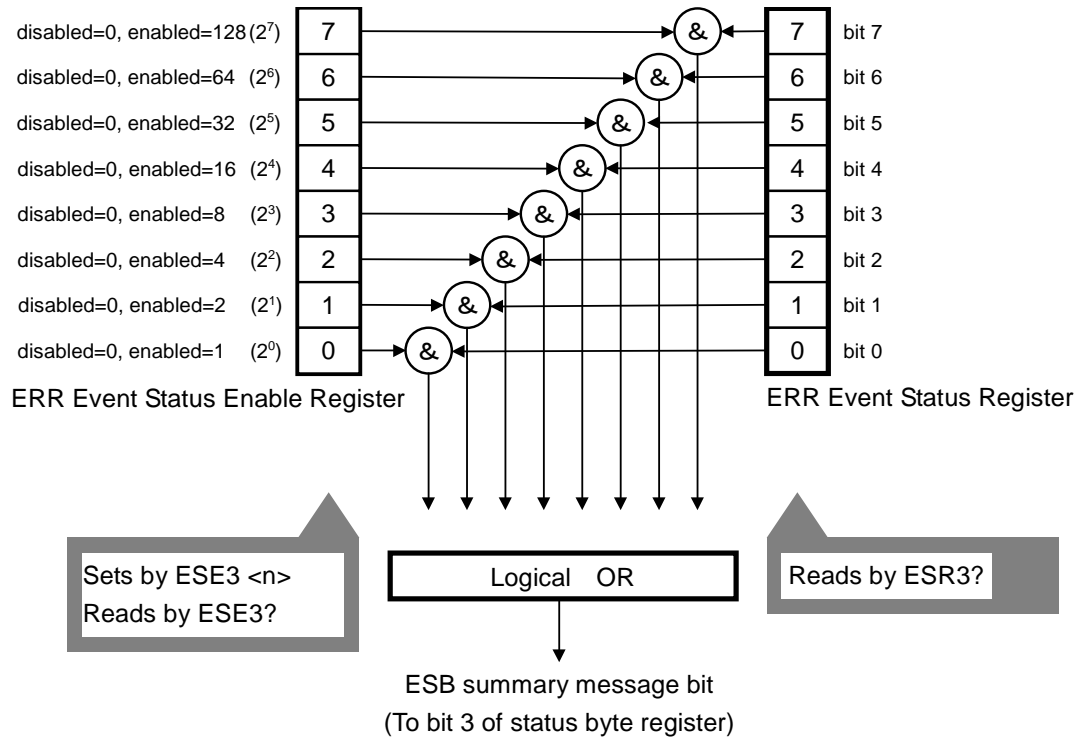 disabled=0, enabled=128 (2⁷) 7 & 7 bit 7
disabled=0, enabled=64 (2⁶) 6 & 6 bit 6
disabled=0, enabled=32 (2⁵) 5 & 5 bit 5
disabled=0, enabled=16 (2⁴) 4 & 4 bit 4
disabled=0, enabled=8 (2³) 3 & 3 bit 3
disabled=0, enabled=4 (2²) 2 & 2 bit 2
disabled=0, enabled=2 (2¹) 1 & 1 bit 1
disabled=0, enabled=1 (2⁰) 0 & 0 bit 0
ERR Event Status Enable Register
ERR Event Status Register
Sets by ESE3 <n>
Reads by ESE3?
Logical OR
Reads by ESR3?
ESB summary message bit
(To bit 3 of status byte register)